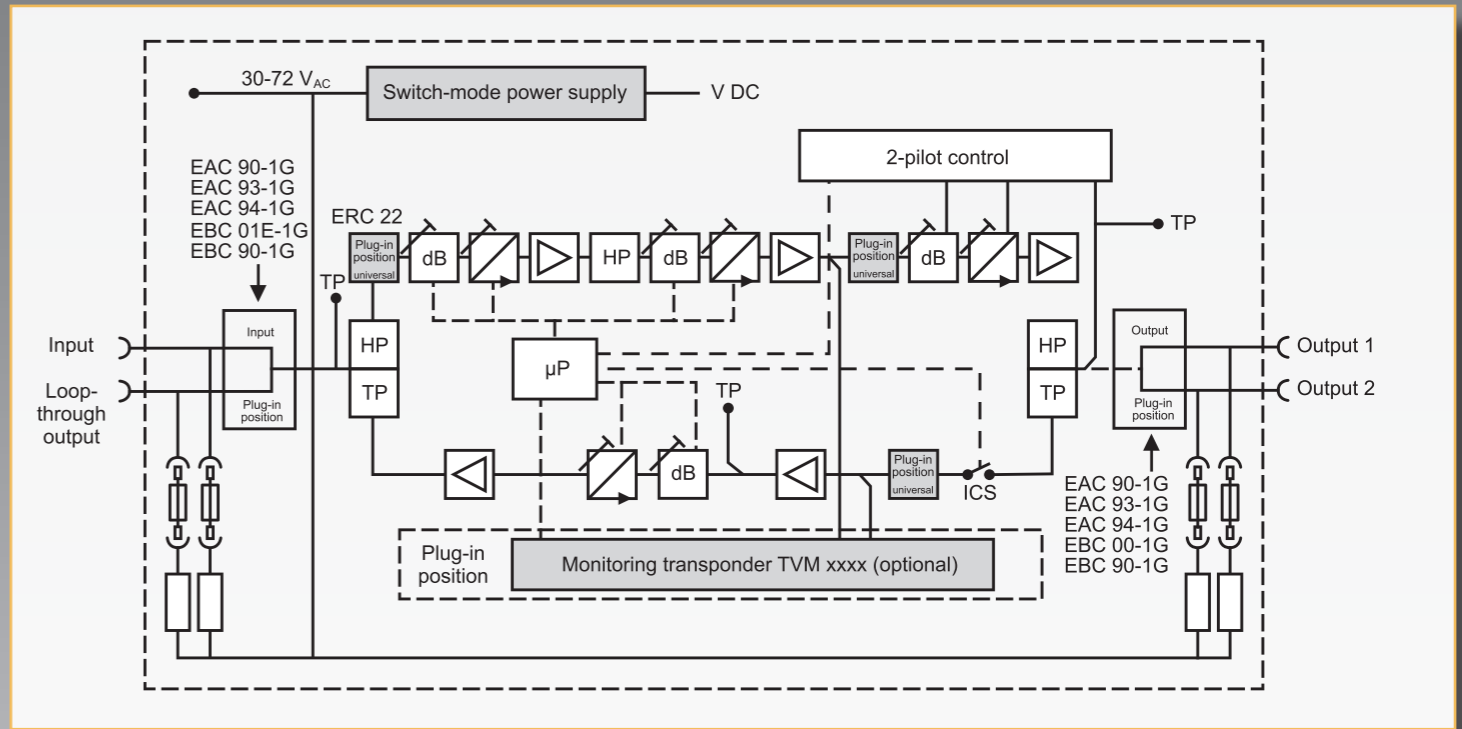 30-72 VAC
Switch-mode power supply
V DC
2-pilot control
EAC 90-1G
EAC 93-1G
EAC 94-1G
EBC 01E-1G
EBC 90-1G
ERC 22
TP
Plug-in
position
universal
dB
HP
dB
Plug-in
position
universal
dB
TP
Input
Loop-
through
output
Input
Plug-in
position
HP
TP
µP
TP
HP
TP
Output
Plug-in
position
Output 1
Output 2
dB
Plug-in
position
universal
ICS
EAC 90-1G
EAC 93-1G
EAC 94-1G
EBC 00-1G
EBC 90-1G
Plug-in
position
Monitoring transponder TVM xxxx (optional)